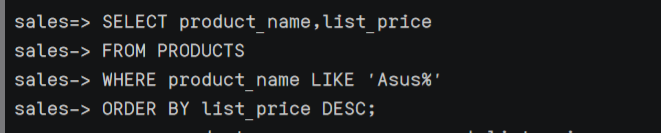 sales=> SELECT product_name,list_price
sales-> FROM PRODUCTS
sales-> WHERE product_name LIKE 'Asus%'
sales-> ORDER BY list_price DESC;